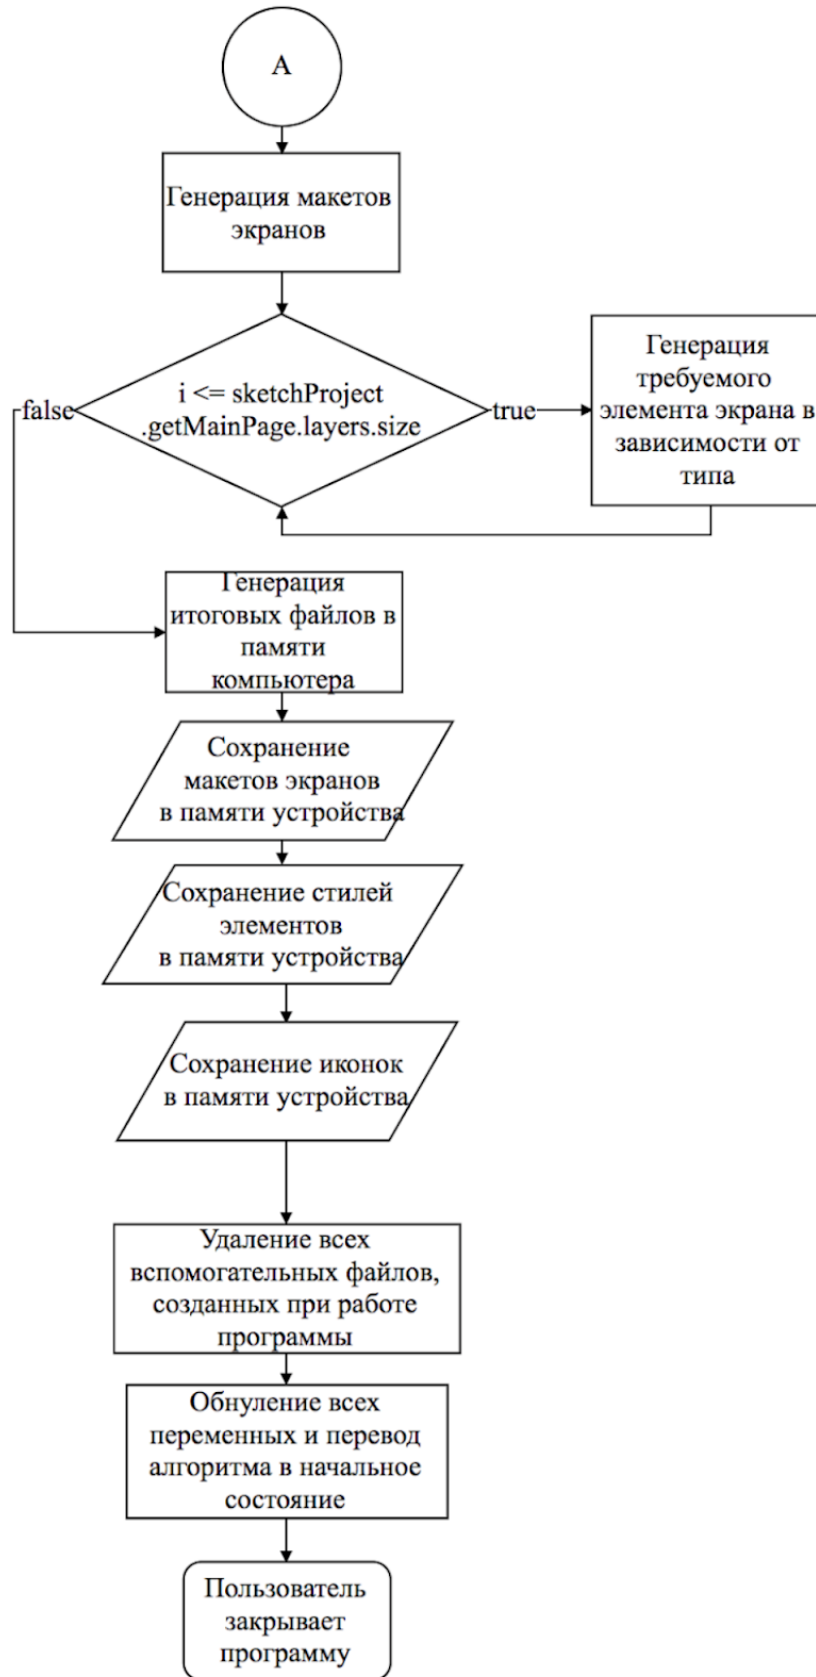 A
Генерация макетов
экранов
i <= sketchProject
.getMainPage.layers.size
false
true
Генерация
требуемого
элемента экрана в
зависимости от
типа
Генерация
итоговых файлов в
памяти
компьютера
Сохранение
макетов экранов
в памяти устройства
Сохранение стилей
элементов
в памяти устройства
Сохранение иконок
в памяти устройства
Удаление всех
вспомогательных файлов,
созданных при работе
программы
Обнуление всех
переменных и перевод
алгоритма в начальное
состояние
Пользователь
закрывает
программу